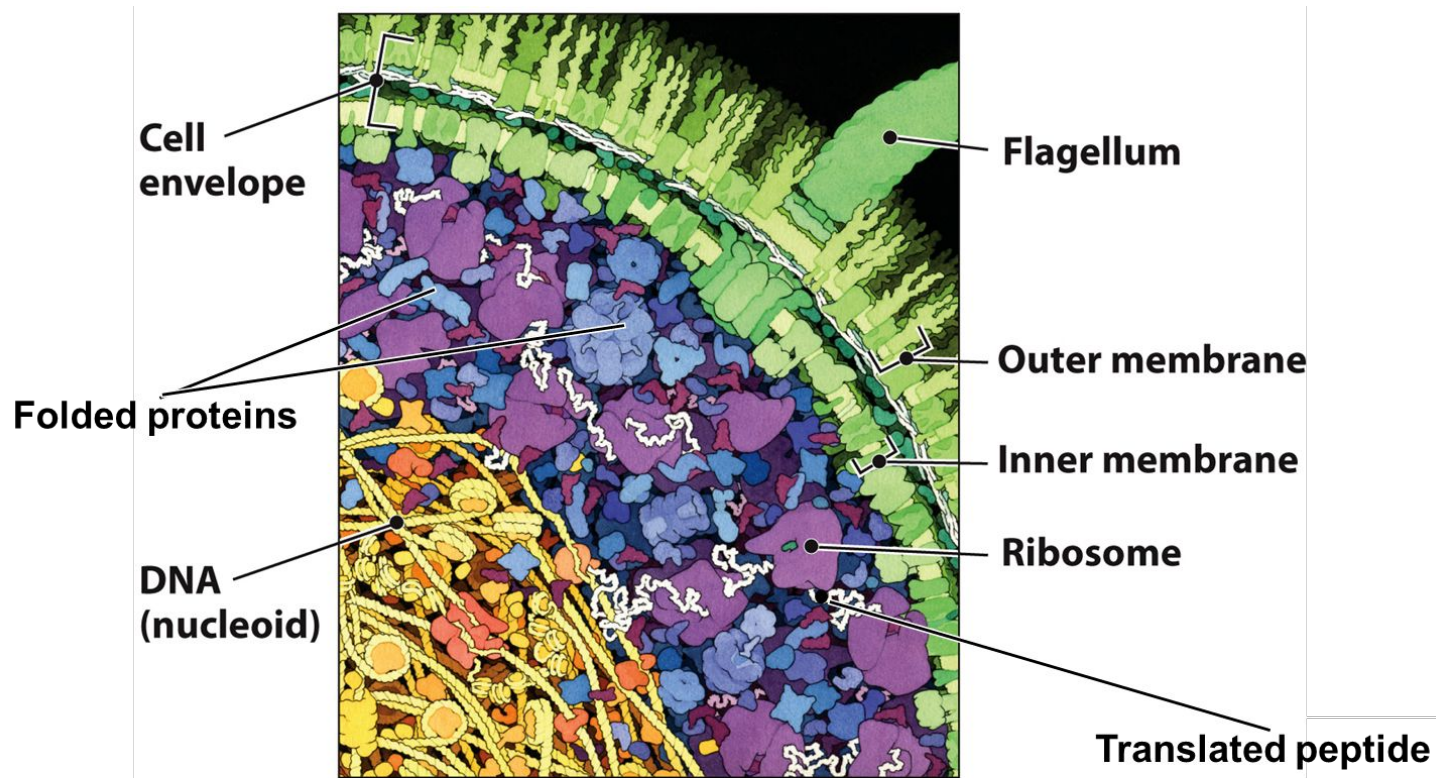 Cell
envelope
Flagellum
Outer membrane
Folded proteins
Inner membrane
Ribosome
DNA
(nucleoid)
Translated peptide